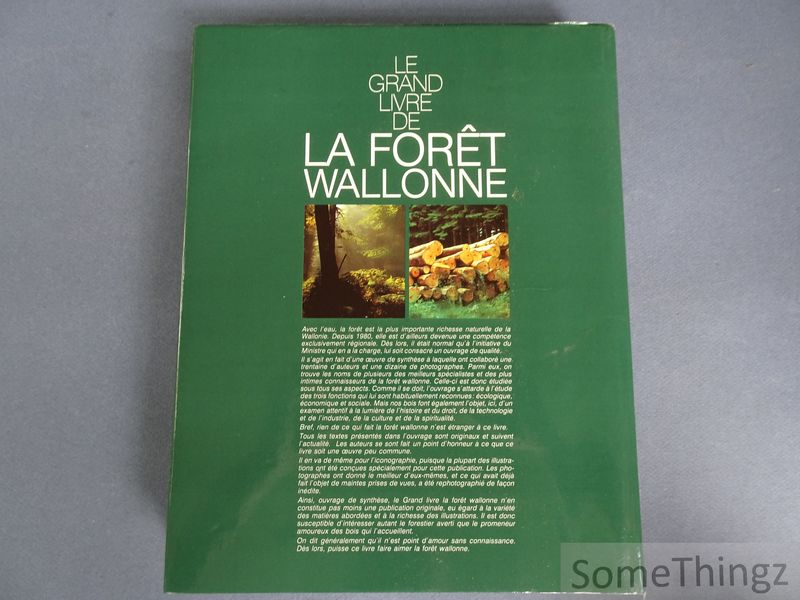 LE
GRAND
LIVRE
DE
LA FORÊT
WALLONNE
Avec l'eau, la forêt est la plus importante richesse naturelle de la
Wallonie. Depuis 1980, elle est d'ailleurs devenue une compétence
exclusivement régionale. Dès lors, il était normal qu'à l'initiative du
Ministre qui en a la charge, lui soit consacré un ouvrage de qualité.
Il s'agit en fait d'une œuvre de synthèse à laquelle ont collaboré une
trentaine d'auteurs et une dizaine de photographes. Parmi eux, on
trouve les noms de plusieurs des meilleurs spécialistes et des plus
intimes connaisseurs de la forêt wallonne. Celle-ci est donc étudiée
sous tous ses aspects. Comme il se doit, l'ouvrage s'attarde à l'étude
des trois fonctions qui lui sont habituellement reconnues: écologique,
économique et sociale. Mais nos bois font également l'objet, ici, d'un
examen attentif à la lumière de l'histoire et du droit, de la technologie
et de l'industrie, de la culture et de la spiritualité.
Bref, rien de ce qui fait la forêt wallonne n'est étranger à ce livre.
Tous les textes présentés dans l'ouvrage sont originaux et suivent
l'actualité. Les auteurs se sont fait un point d'honneur à ce que ce
livre soit une œuvre peu commune.
Il en va de même pour l'iconographie, puisque la plupart des illustra-
tions ont été conçues spécialement pour cette publication. Les pho-
tographes ont donné le meilleur d'eux-mêmes, et ce qui avait déjà
fait l'objet de maintes prises de vues, a été rephotographié de façon
inédite.
Ainsi, ouvrage de synthèse, le Grand livre la forêt wallonne n'en
constitue pas moins une publication originale, eu égard à la variété
des matières abordées et à la richesse des illustrations. Il est donc
susceptible d'intéresser autant le forestier averti que le promeneur
amoureux des bois qui l'accueillent.
On dit généralement qu'il n'est point d'amour sans connaissance.
Dès lors, puisse ce livre faire aimer la forêt wallonne.
SomeThingz